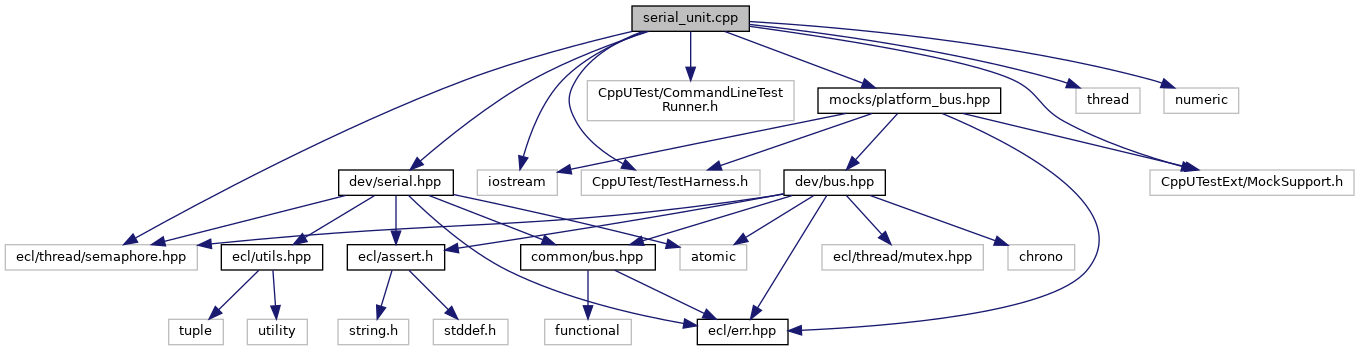 serial_unit.cpp
CppUTest/CommandLineTest
Runner.h
mocks/platform_bus.hpp
thread
numeric
dev/serial.hpp
iostream
CppUTest/TestHarness.h
dev/bus.hpp
CppUTestExt/MockSupport.h
ecl/thread/semaphore.hpp
ecl/utils.hpp
ecl/assert.h
common/bus.hpp
atomic
ecl/thread/mutex.hpp
chrono
tuple
utility
string.h
stddef.h
functional
ecl/err.hpp